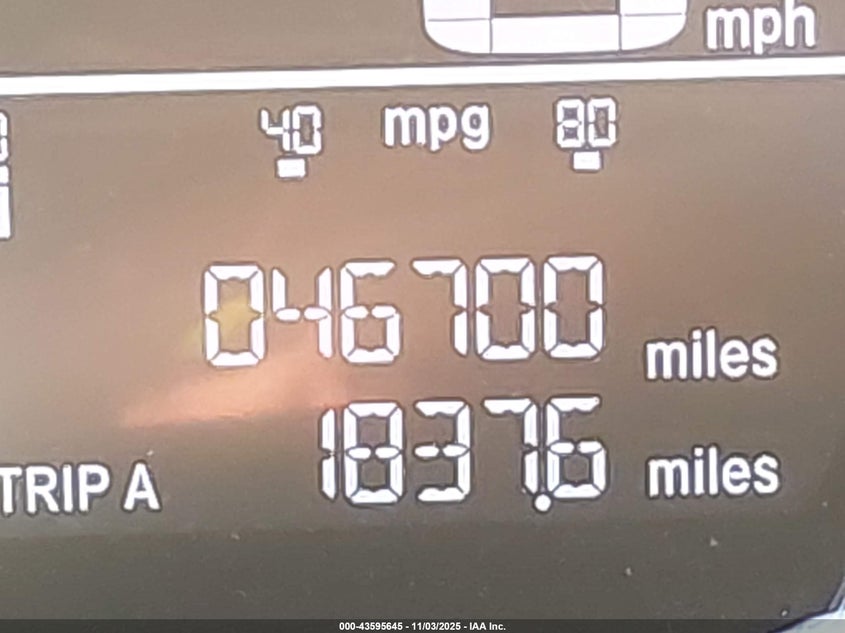 mph
40 mpg 80
046700 miles
TRIP A 1837.6 miles
000-43595645 - 11/03/2025 - IAA Inc.